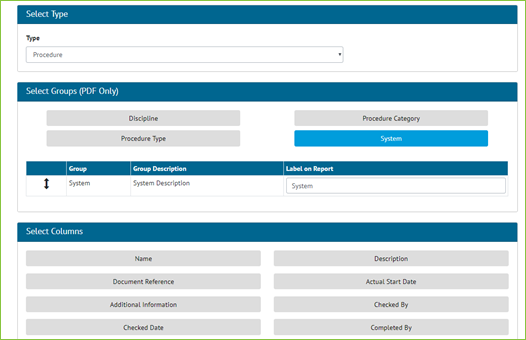 Select Type
Type
Procedure
Select Groups (PDF Only)
Discipline Procedure Category
Procedure Type System
Group Group Description Label on Report
System System Description System
Select Columns
Name Description
Document Reference Actual Start Date
Additional Information Checked By
Checked Date Completed By